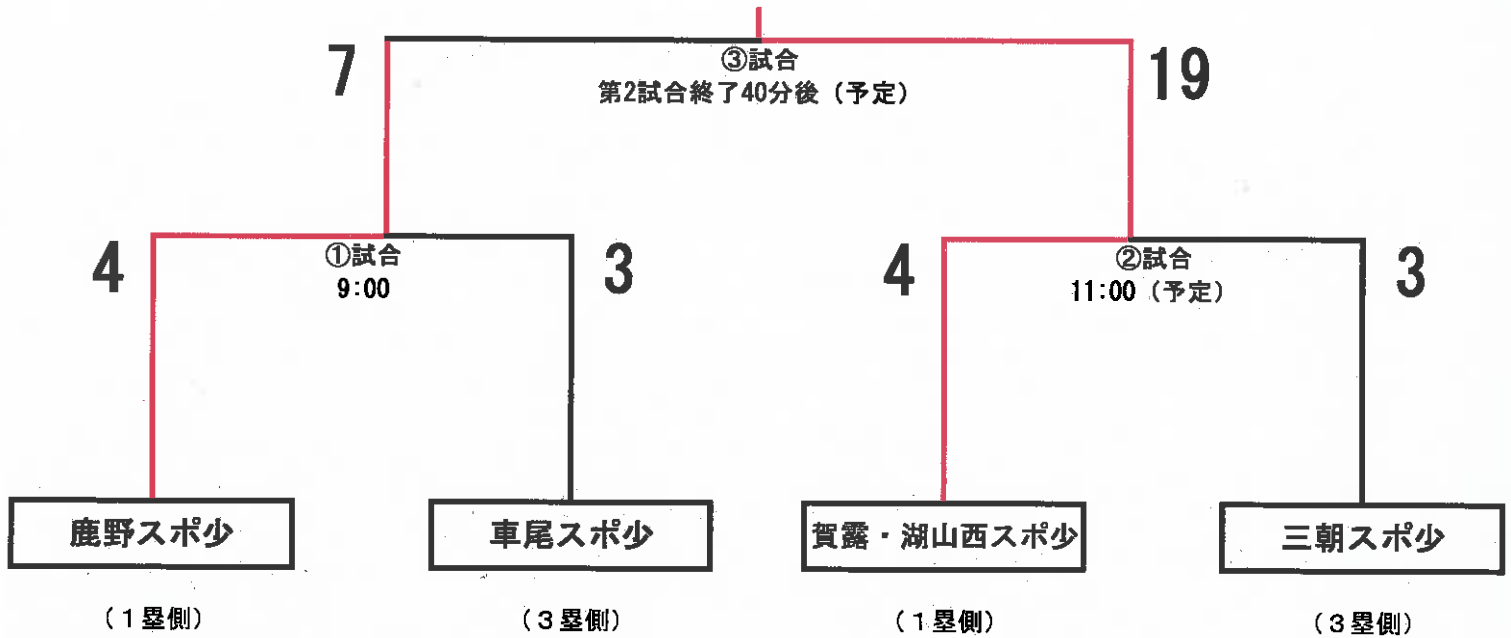 7
③試合
19
第2試合終了40分後（予定）
4
①試合
3
9:00
4
②試合
3
11:00（予定）
鹿野スポ少
車尾スポ少
賀露・湖山西スポ少
三朝スポ少
（１塁側）
（３塁側）
（１塁側）
（３塁側）